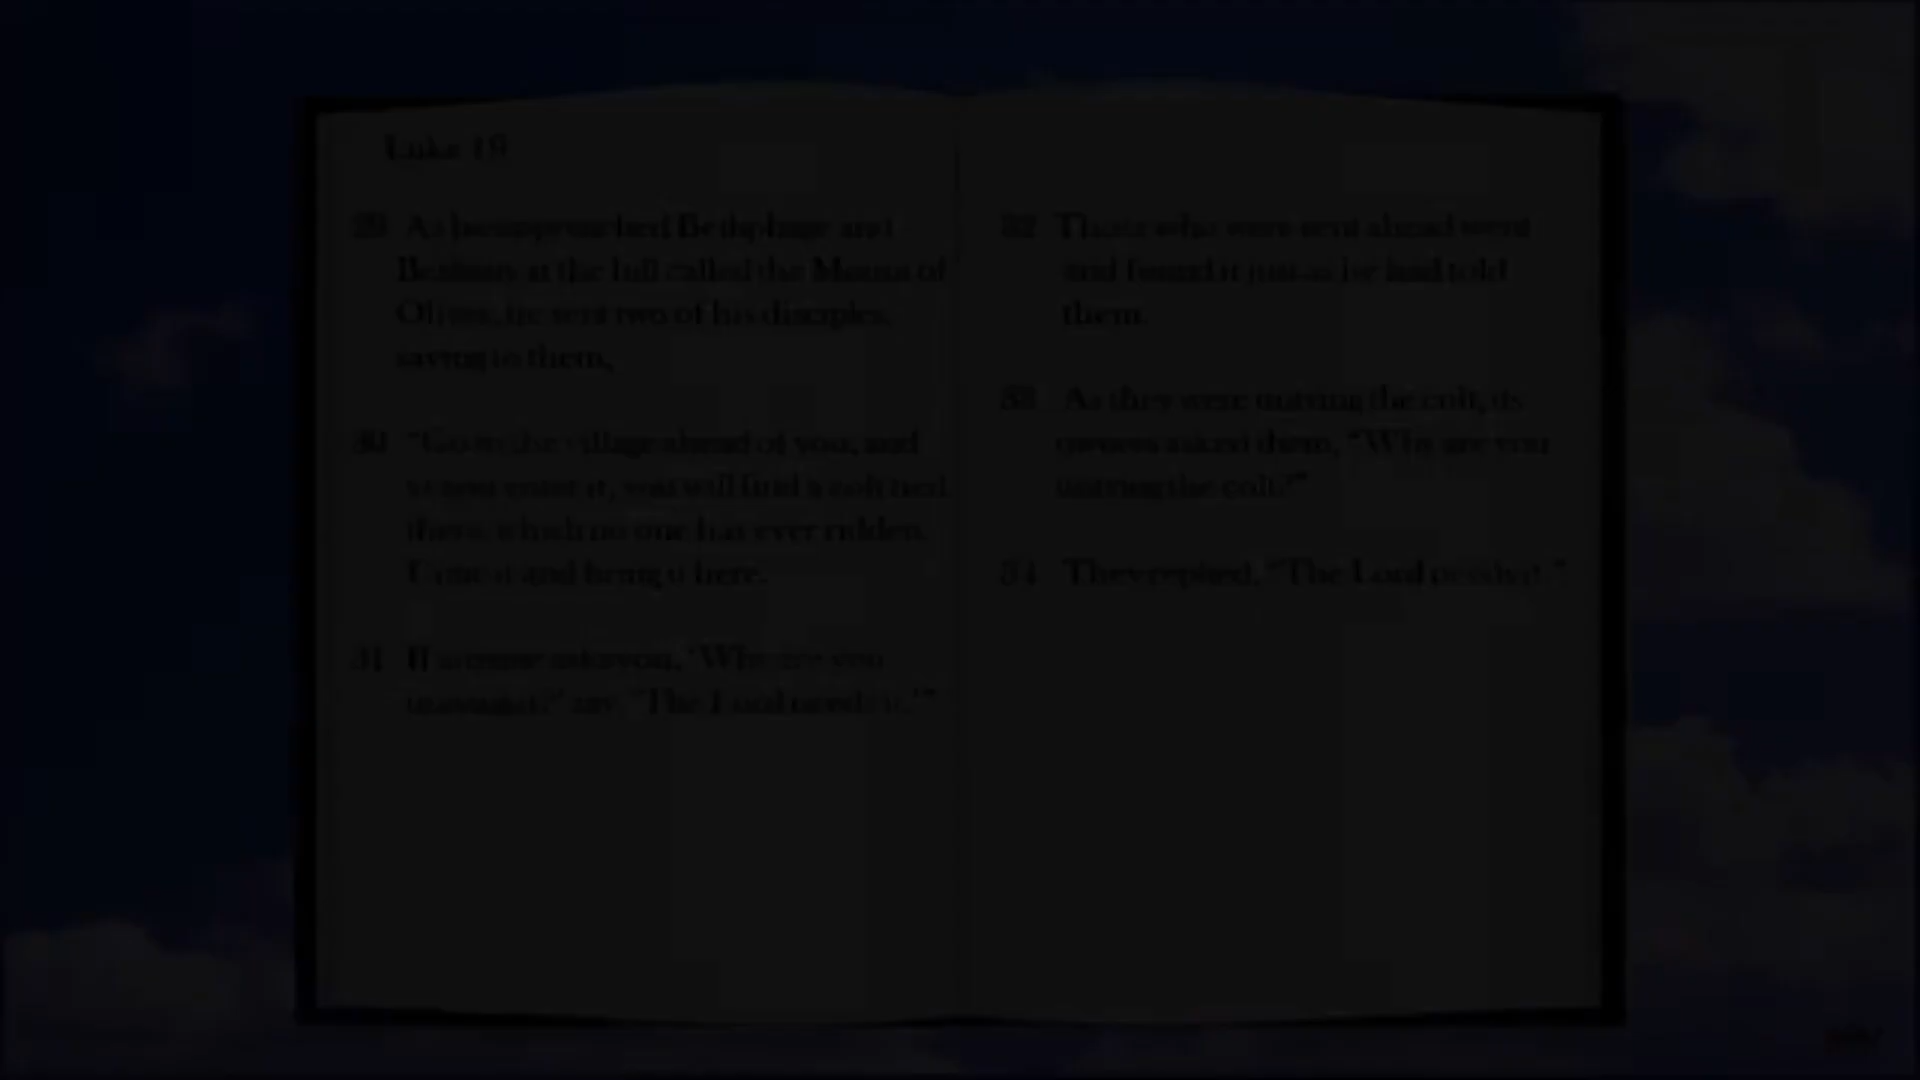 Luke 19
29 As he approached Bethphage and
Bethany at the hill called the Mount of
Olives, he sent two of his disciples,
saying to them,
30 “Go to the village ahead of you, and
as you enter it, you will find a colt tied
there, which no one has ever ridden.
Untie it and bring it here.
31 If anyone asks you, ‘Why are you
untying it?’ say, ‘The Lord needs it.’”
32 Those who were sent ahead went
and found it just as he had told
them.
33 As they were untying the colt, its
owners asked them, “Why are you
untying the colt?”
34 They replied, “The Lord needs it.”